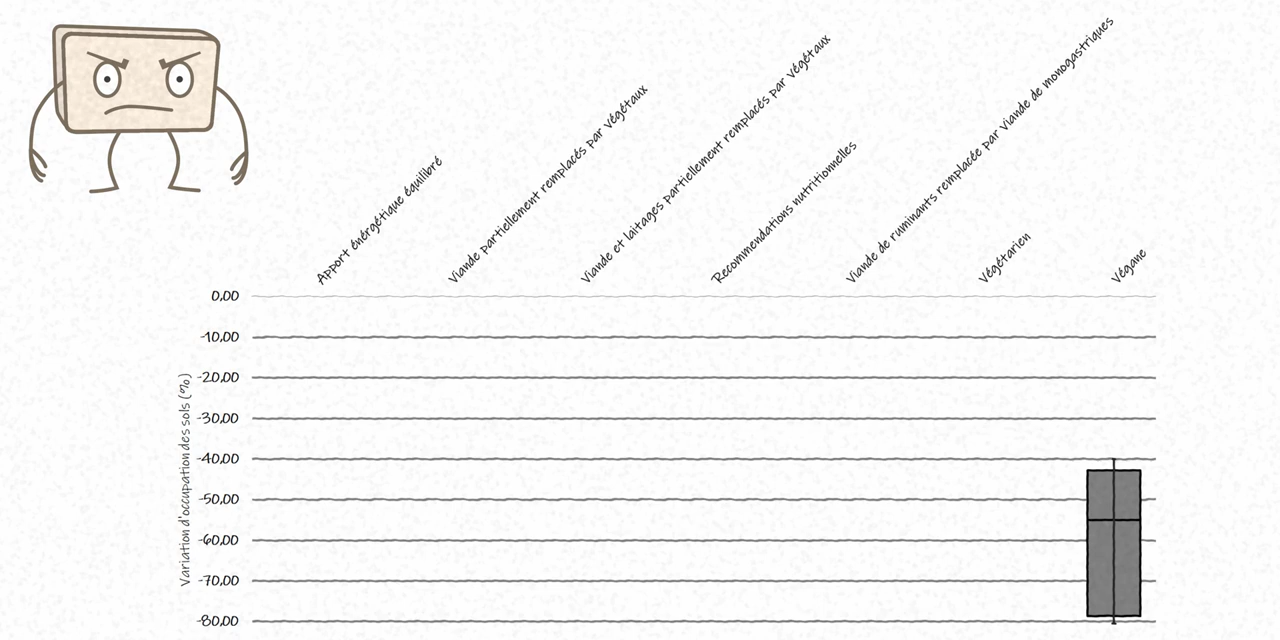 Apport énérgétique équilibré
Viande partiellement remplacés par végétaux
Viande et laitages partiellement remplacés par végétaux
Recommendations nutritionnelles
Viande de ruminants remplacée par viande de monogastriques
Végétarien
Végane
Variation d'occupation des sols (%)
0,00
-10,00
-20,00
-30,00
-40,00
-50,00
-60,00
-70,00
-80,00